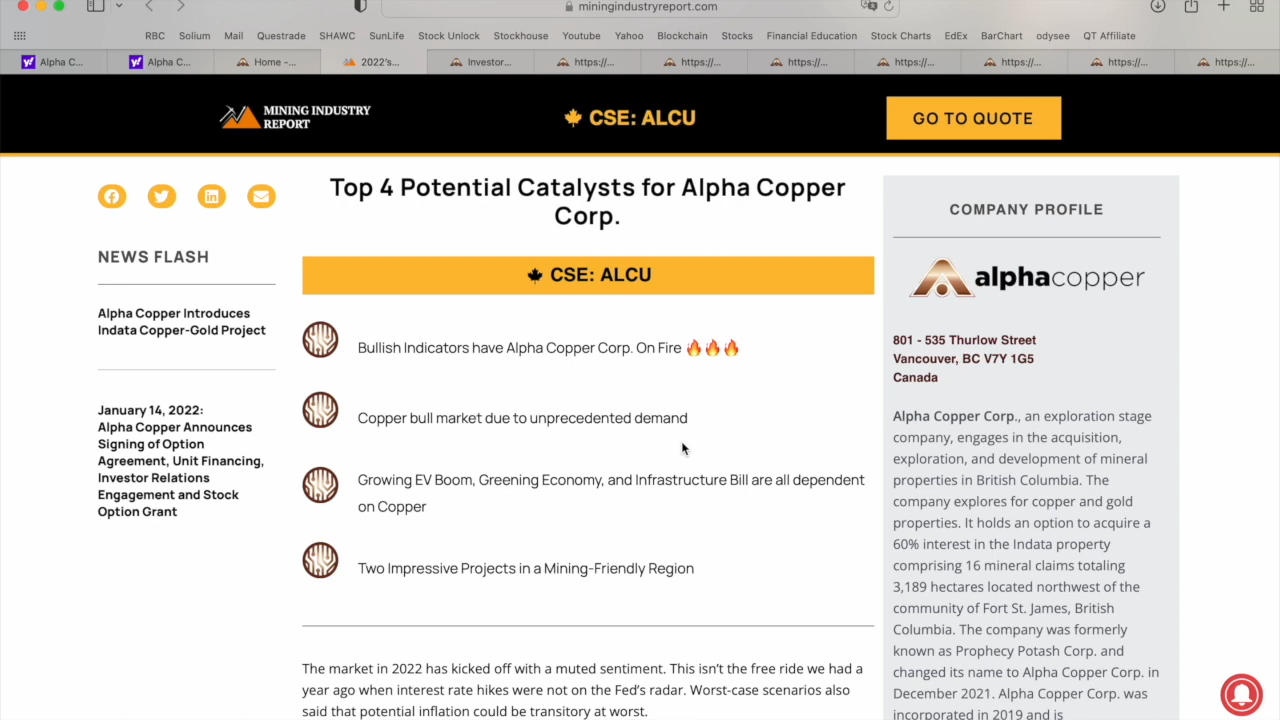 miningindustryreport.com
RBC Solium Mail Questrade SHAWC SunLife Stock Unlock Stockhouse Youtube Yahoo Blockchain Stocks Financial Education Stock Charts EdEx BarChart odysee QT Affiliate
Alpha C... Alpha C... Home -... 2022's... Investor... https://... https://... https://... https://... https://... https://... https://...
MINING INDUSTRY
REPORT
CSE: ALCU
GO TO QUOTE
NEWS FLASH
Alpha Copper Introduces
Indata Copper-Gold Project
January 14, 2022:
Alpha Copper Announces
Signing of Option
Agreement, Unit Financing,
Investor Relations
Engagement and Stock
Option Grant
Top 4 Potential Catalysts for Alpha Copper
Corp.
CSE: ALCU
Bullish Indicators have Alpha Copper Corp. On Fire 🔥🔥🔥
Copper bull market due to unprecedented demand
Growing EV Boom, Greening Economy, and Infrastructure Bill are all dependent
on Copper
Two Impressive Projects in a Mining-Friendly Region
The market in 2022 has kicked off with a muted sentiment. This isn't the free ride we had a
year ago when interest rate hikes were not on the Fed's radar. Worst-case scenarios also
said that potential inflation could be transitory at worst.
COMPANY PROFILE
alphacopper
801 - 535 Thurlow Street
Vancouver, BC V7Y 1G5
Canada
Alpha Copper Corp., an exploration stage
company, engages in the acquisition,
exploration, and development of mineral
properties in British Columbia. The
company explores for copper and gold
properties. It holds an option to acquire a
60% interest in the Indata property
comprising 16 mineral claims totaling
3,189 hectares located northwest of the
community of Fort St. James, British
Columbia. The company was formerly
known as Prophecy Potash Corp. and
changed its name to Alpha Copper Corp. in
December 2021. Alpha Copper Corp. was
incorporated in 2019 and is